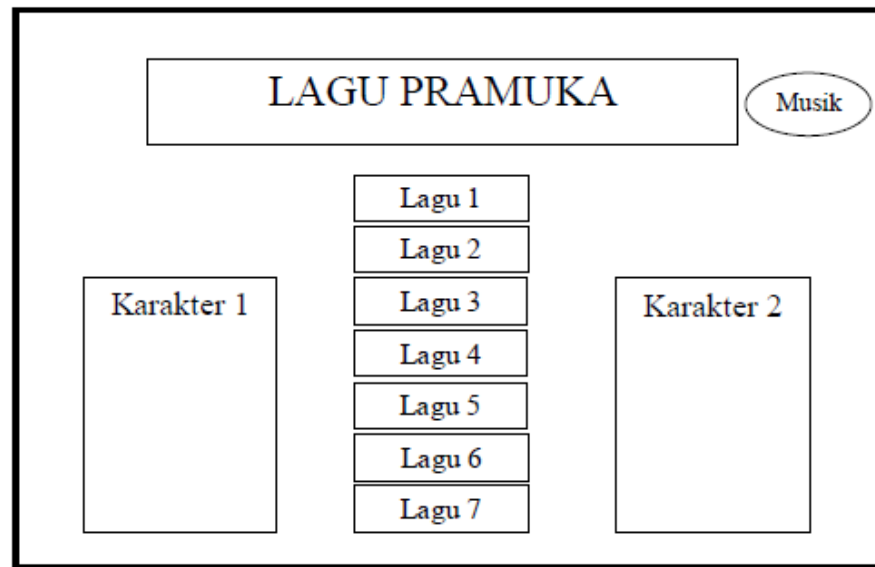 LAGU PRAMUKA
Musik
Lagu 1
Lagu 2
Karakter 1
Lagu 3
Karakter 2
Lagu 4
Lagu 5
Lagu 6
Lagu 7